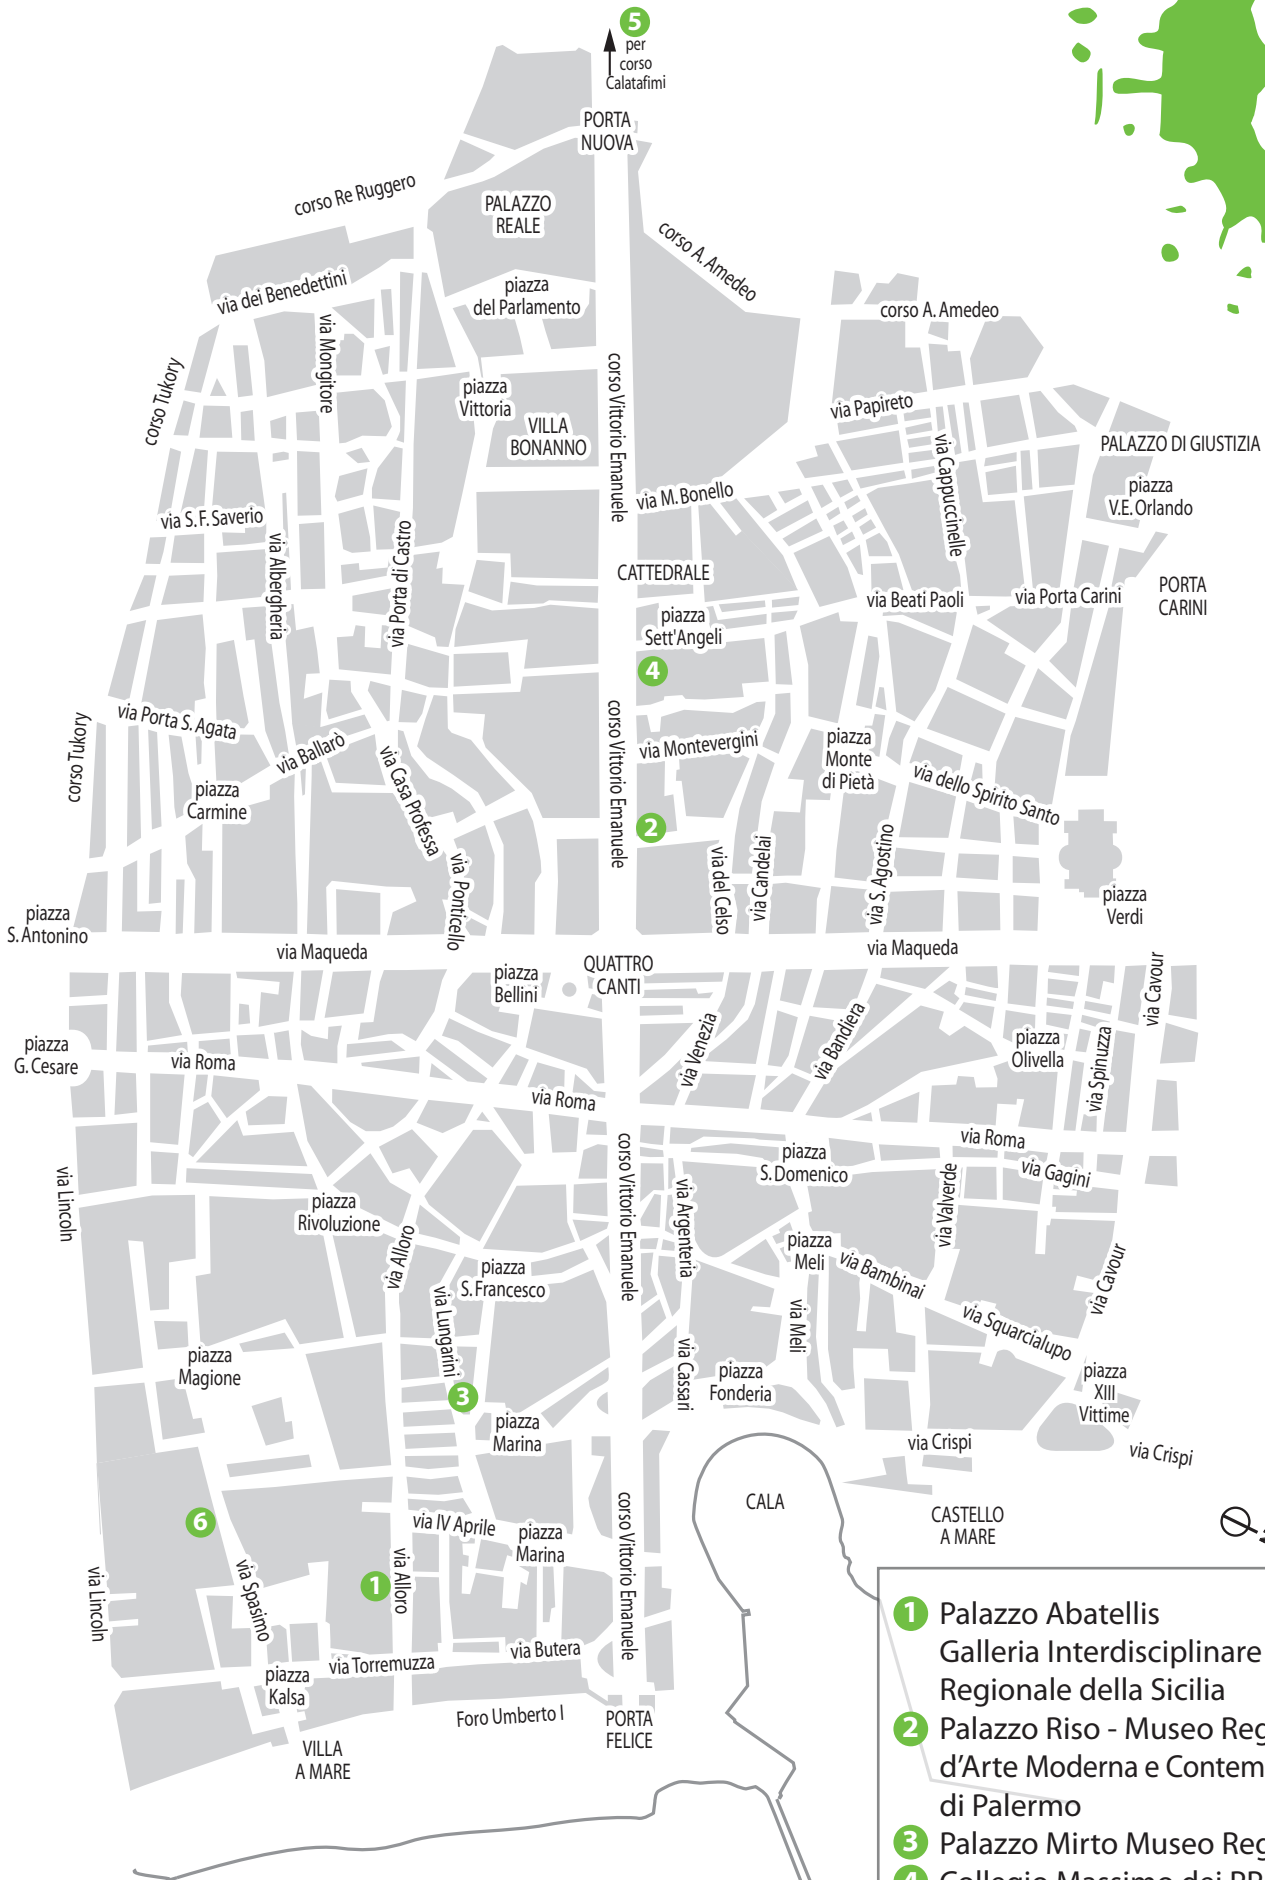 5
per
corso
Calatafimi
PORTA
NUOVA
corso Re Ruggero
PALAZZO
REALE
corso A. Amedeo
via dei Benedettini
piazza
del Parlamento
corso A. Amedeo
via Mongitore
corso Tukory
piazza
Vittoria
corso Vittorio Emanuele
via Papireto
VILLA
BONANNO
via Cappuccinelle
PALAZZO DI GIUSTIZIA
piazza
V.E. Orlando
via M. Bonello
via S. F. Saverio
via Albergheria
via Porta di Castro
CATTEDRALE
via Beati Paoli
via Porta Carini
PORTA
CARINI
piazza
Sett'Angeli
4
via Porta S. Agata
corso Tukory
via Ballarò
via Casa Professa
corso Vittorio Emanuele
via Montevergini
piazza
Monte
di Pietà
via dello Spirito Santo
piazza
Carmine
2
via Ponticello
via del Celso
via Candelai
via S. Agostino
piazza
Verdi
piazza
S. Antonino
via Maqueda
via Maqueda
QUATTRO
CANTI
piazza
Bellini
via Cavour
via Venezia
via Bandiera
piazza
Olivella
via Spinuzza
piazza
G. Cesare
via Roma
via Roma
via Roma
corso Vittorio Emanuele
piazza
S. Domenico
via Gagini
via Lincoln
via Valverde
via Argenteria
piazza
Rivoluzione
via Alloro
piazza
Meli
via Bambinai
via Cavour
piazza
S. Francesco
via Lungarini
via Meli
via Squarcialupo
via Cassari
piazza
Magione
piazza
Fonderia
piazza
XIII
Vittime
3
piazza
Marina
via Crispi
via Crispi
CALA
6
via IV Aprile
piazza
Marina
corso Vittorio Emanuele
CASTELLO
A MARE
via Lincoln
via Spasimo
1
via Alloro
via Butera
via Torremuzza
piazza
Kalsa
Foro Umberto I
PORTA
FELICE
VILLA
A MARE
1 Palazzo Abatellis
Galleria Interdisciplinare
Regionale della Sicilia
2 Palazzo Riso - Museo Reg
d’Arte Moderna e Contem
di Palermo
3 Palazzo Mirto Museo Reg
4 Collegio Massimo dei PP